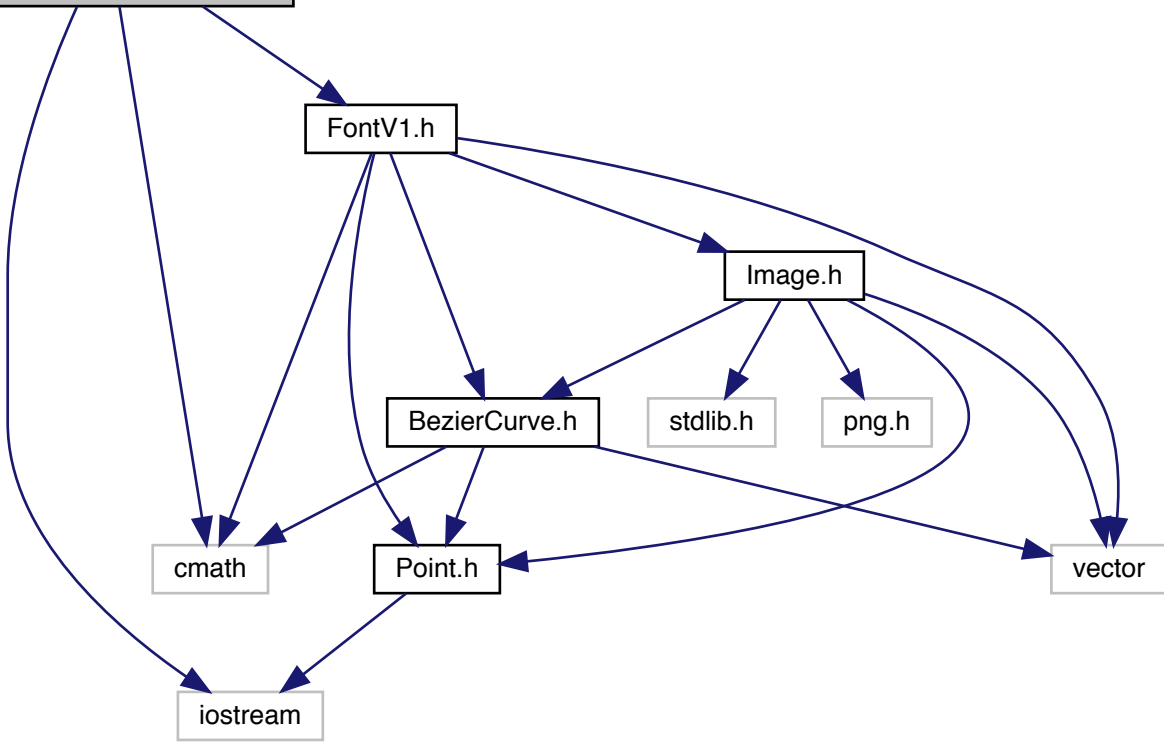 FontV1.h
Image.h
BezierCurve.h
stdlib.h
png.h
cmath
Point.h
vector
iostream